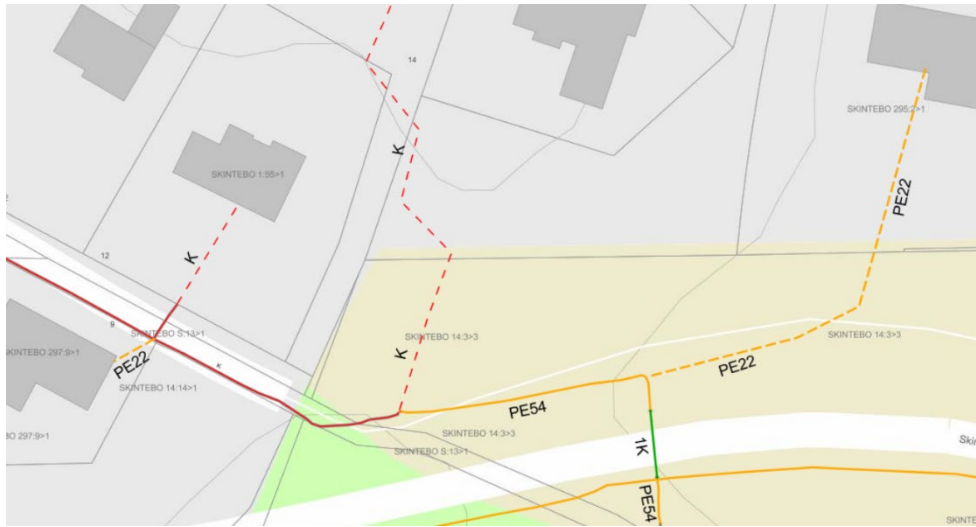 14
SKINTEBO 295:2>1
K
SKINTEBO 1:55>1
PE22
K
12
9
SKINTEBO S:13>1
SKINTEBO 14:3>3
SKINTEBO 14:3>3
SKINTEBO 297:9>1
K
PE22
K
PE22
SKINTEBO 14:14>1
PE54
SKINTEBO 14:3>3
1K
SKINTEBO S:13>1
PE54